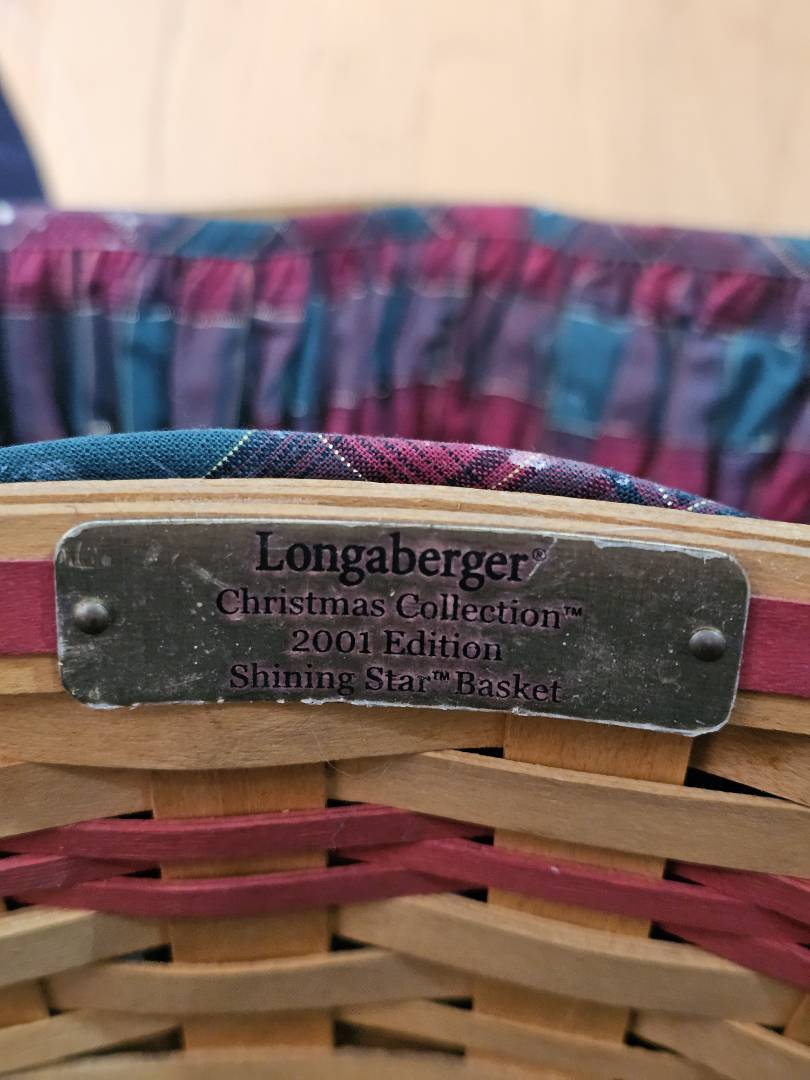 Longaberger®
Christmas Collection™
2001 Edition
Shining Star™ Basket